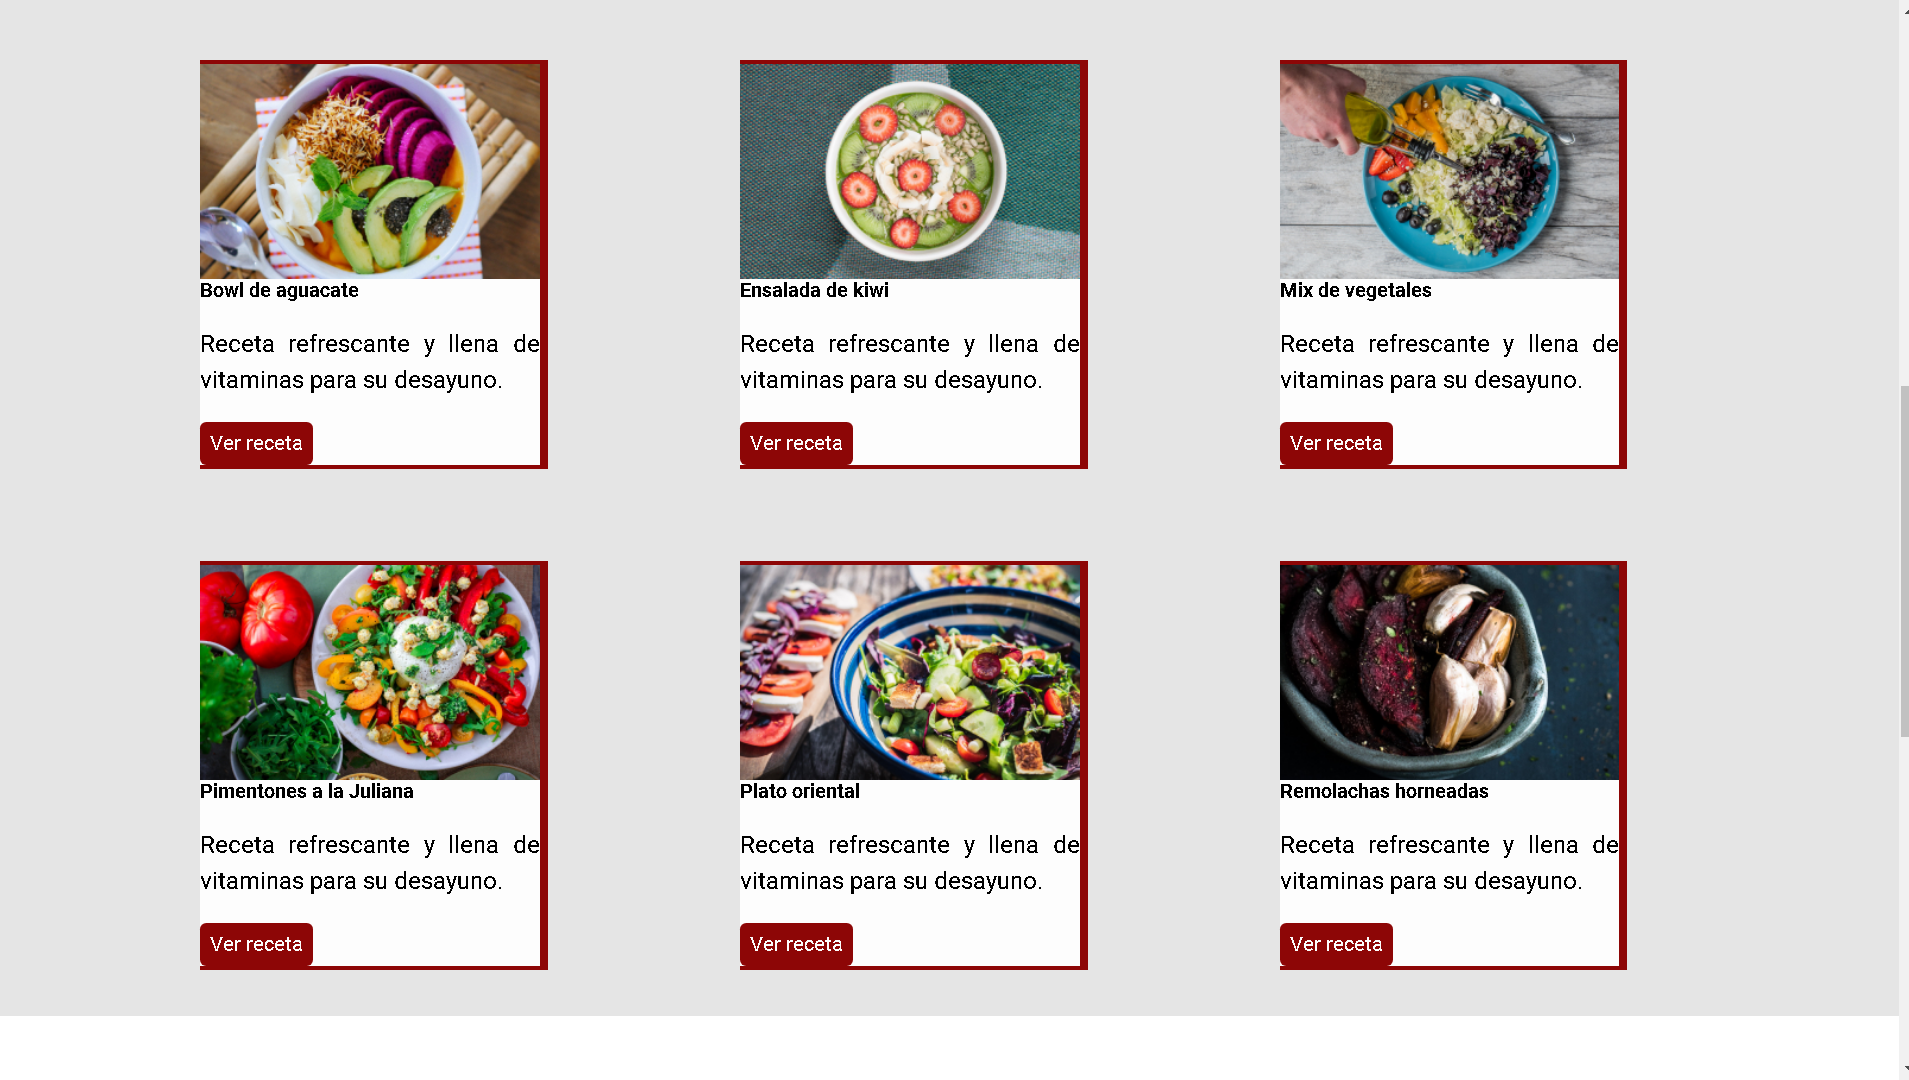 Bowl de aguacate
Receta refrescante y llena de
vitaminas para su desayuno.
Ver receta
Ensalada de kiwi
Receta refrescante y llena de
vitaminas para su desayuno.
Ver receta
Mix de vegetales
Receta refrescante y llena de
vitaminas para su desayuno.
Ver receta
Pimentones a la Juliana
Receta refrescante y llena de
vitaminas para su desayuno.
Ver receta
Plato oriental
Receta refrescante y llena de
vitaminas para su desayuno.
Ver receta
Remolachas horneadas
Receta refrescante y llena de
vitaminas para su desayuno.
Ver receta